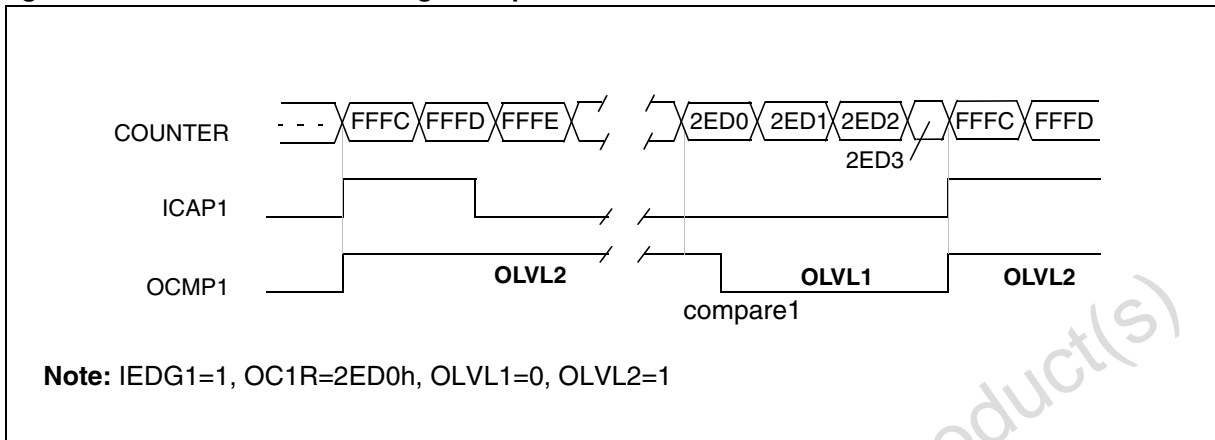 COUNTER - - - FFFC FFFD FFFE 2ED0 2ED1 2ED2 FFFC FFFD
2ED3
ICAP1
OCMP1 OLVL2 OLVL1 OLVL2
compare1
Note: IEDG1=1, OC1R=2ED0h, OLVL1=0, OLVL2=1